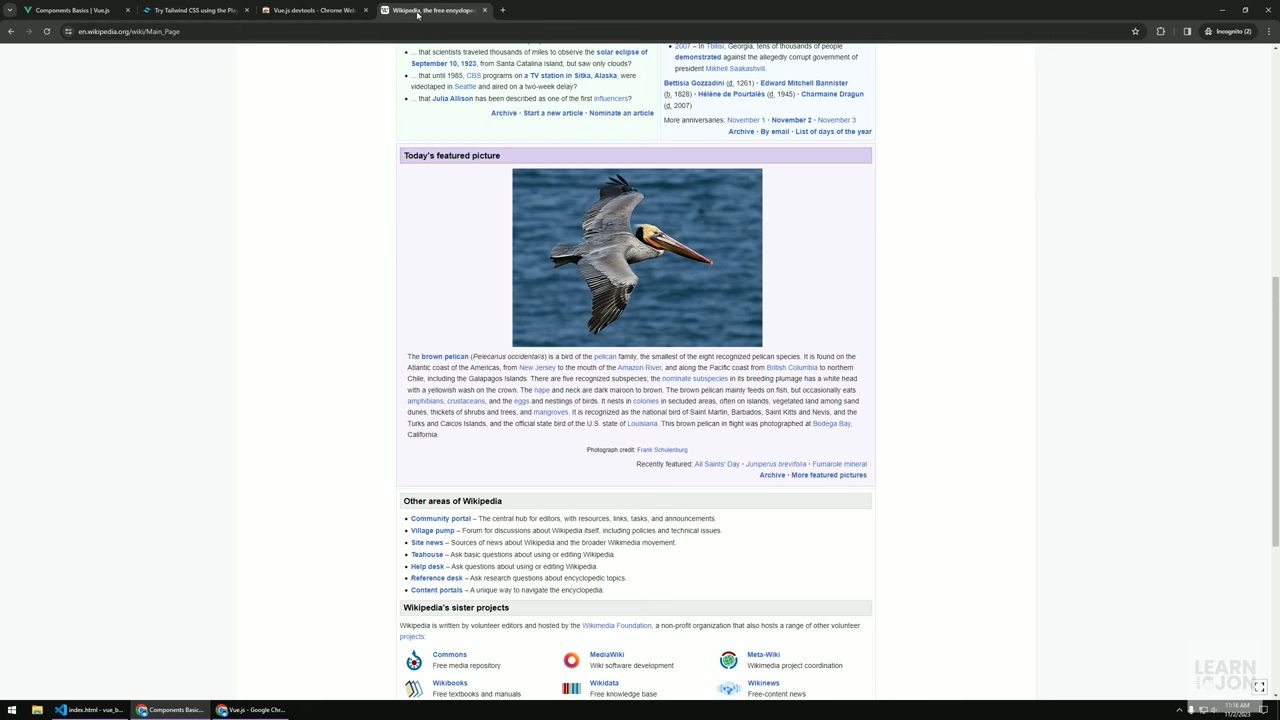 Components Basics | Vue.js
Try Tailwind CSS using the Play
Vue.js devtools - Chrome Web
Wikipedia, the free encyclopedia
en.wikipedia.org/wiki/Main_Page
Incognito (2)
... that scientists traveled thousands of miles to observe the solar eclipse of
September 10, 1923, from Santa Catalina island, but saw only clouds?
... that until 1985, CBS programs on a TV station in Sitka, Alaska, were
videotaped in Seattle and aired on a two-week delay?
... that Julia Allison has been described as one of the first influencers?
Archive · Start a new article · Nominate an article
2007 – In Tbilisi, Georgia, tens of thousands of people
demonstrated against the allegedly corrupt government of
president Mikheil Saakashvili.
Bettisia Gozzadini (d. 1261) · Edward Mitchell Bannister
(b. 1828) · Hélène de Pourtalès (d. 1945) · Charmaine Dragun
(d. 2007)
More anniversaries: November 1 · November 2 · November 3
Archive · By email · List of days of the year
Today's featured picture
The brown pelican (Pelecanus occidentalis) is a bird of the pelican family, the smallest of the eight recognized pelican species. It is found on the
Atlantic coast of the Americas, from New Jersey to the mouth of the Amazon River, and along the Pacific coast from British Columbia to northern
Chile, including the Galapagos Islands. There are five recognized subspecies; the nominate subspecies in its breeding plumage has a white head
with a yellowish wash on the crown. The nape and neck are dark maroon to brown. The brown pelican mainly feeds on fish, but occasionally eats
amphibians, crustaceans, and the eggs and nestlings of birds. It nests in colonies in secluded areas, often on islands, vegetated land among sand
dunes, thickets of shrubs and trees, and mangroves. It is recognized as the national bird of Saint Martin, Barbados, Saint Kitts and Nevis, and the
Turks and Caicos Islands, and the official state bird of the U.S. state of Louisiana. This brown pelican in flight was photographed at Bodega Bay,
California.
Photograph credit: Frank Schulenburg
Recently featured: All Saints' Day · Juniperus brevifolia · Fumarole mineral
Archive · More featured pictures
Other areas of Wikipedia
Community portal – The central hub for editors, with resources, links, tasks, and announcements.
Village pump – Forum for discussions about Wikipedia itself, including policies and technical issues.
Site news – Sources of news about Wikipedia and the broader Wikimedia movement.
Teahouse – Ask basic questions about using or editing Wikipedia.
Help desk – Ask questions about using or editing Wikipedia.
Reference desk – Ask research questions about encyclopedic topics.
Content portals – A unique way to navigate the encyclopedia.
Wikipedia's sister projects
Wikipedia is written by volunteer editors and hosted by the Wikimedia Foundation, a non-profit organization that also hosts a range of other volunteer
projects:
Commons
Free media repository
MediaWiki
Wiki software development
Meta-Wiki
Wikimedia project coordination
Wikibooks
Free textbooks and manuals
Wikidata
Free knowledge base
Wikinews
Free-content news
LEARN
TO JON
index.html - vue_b...
Components Basic...
Vue.js - Google Chr...
11:16 AM
11/2/2023